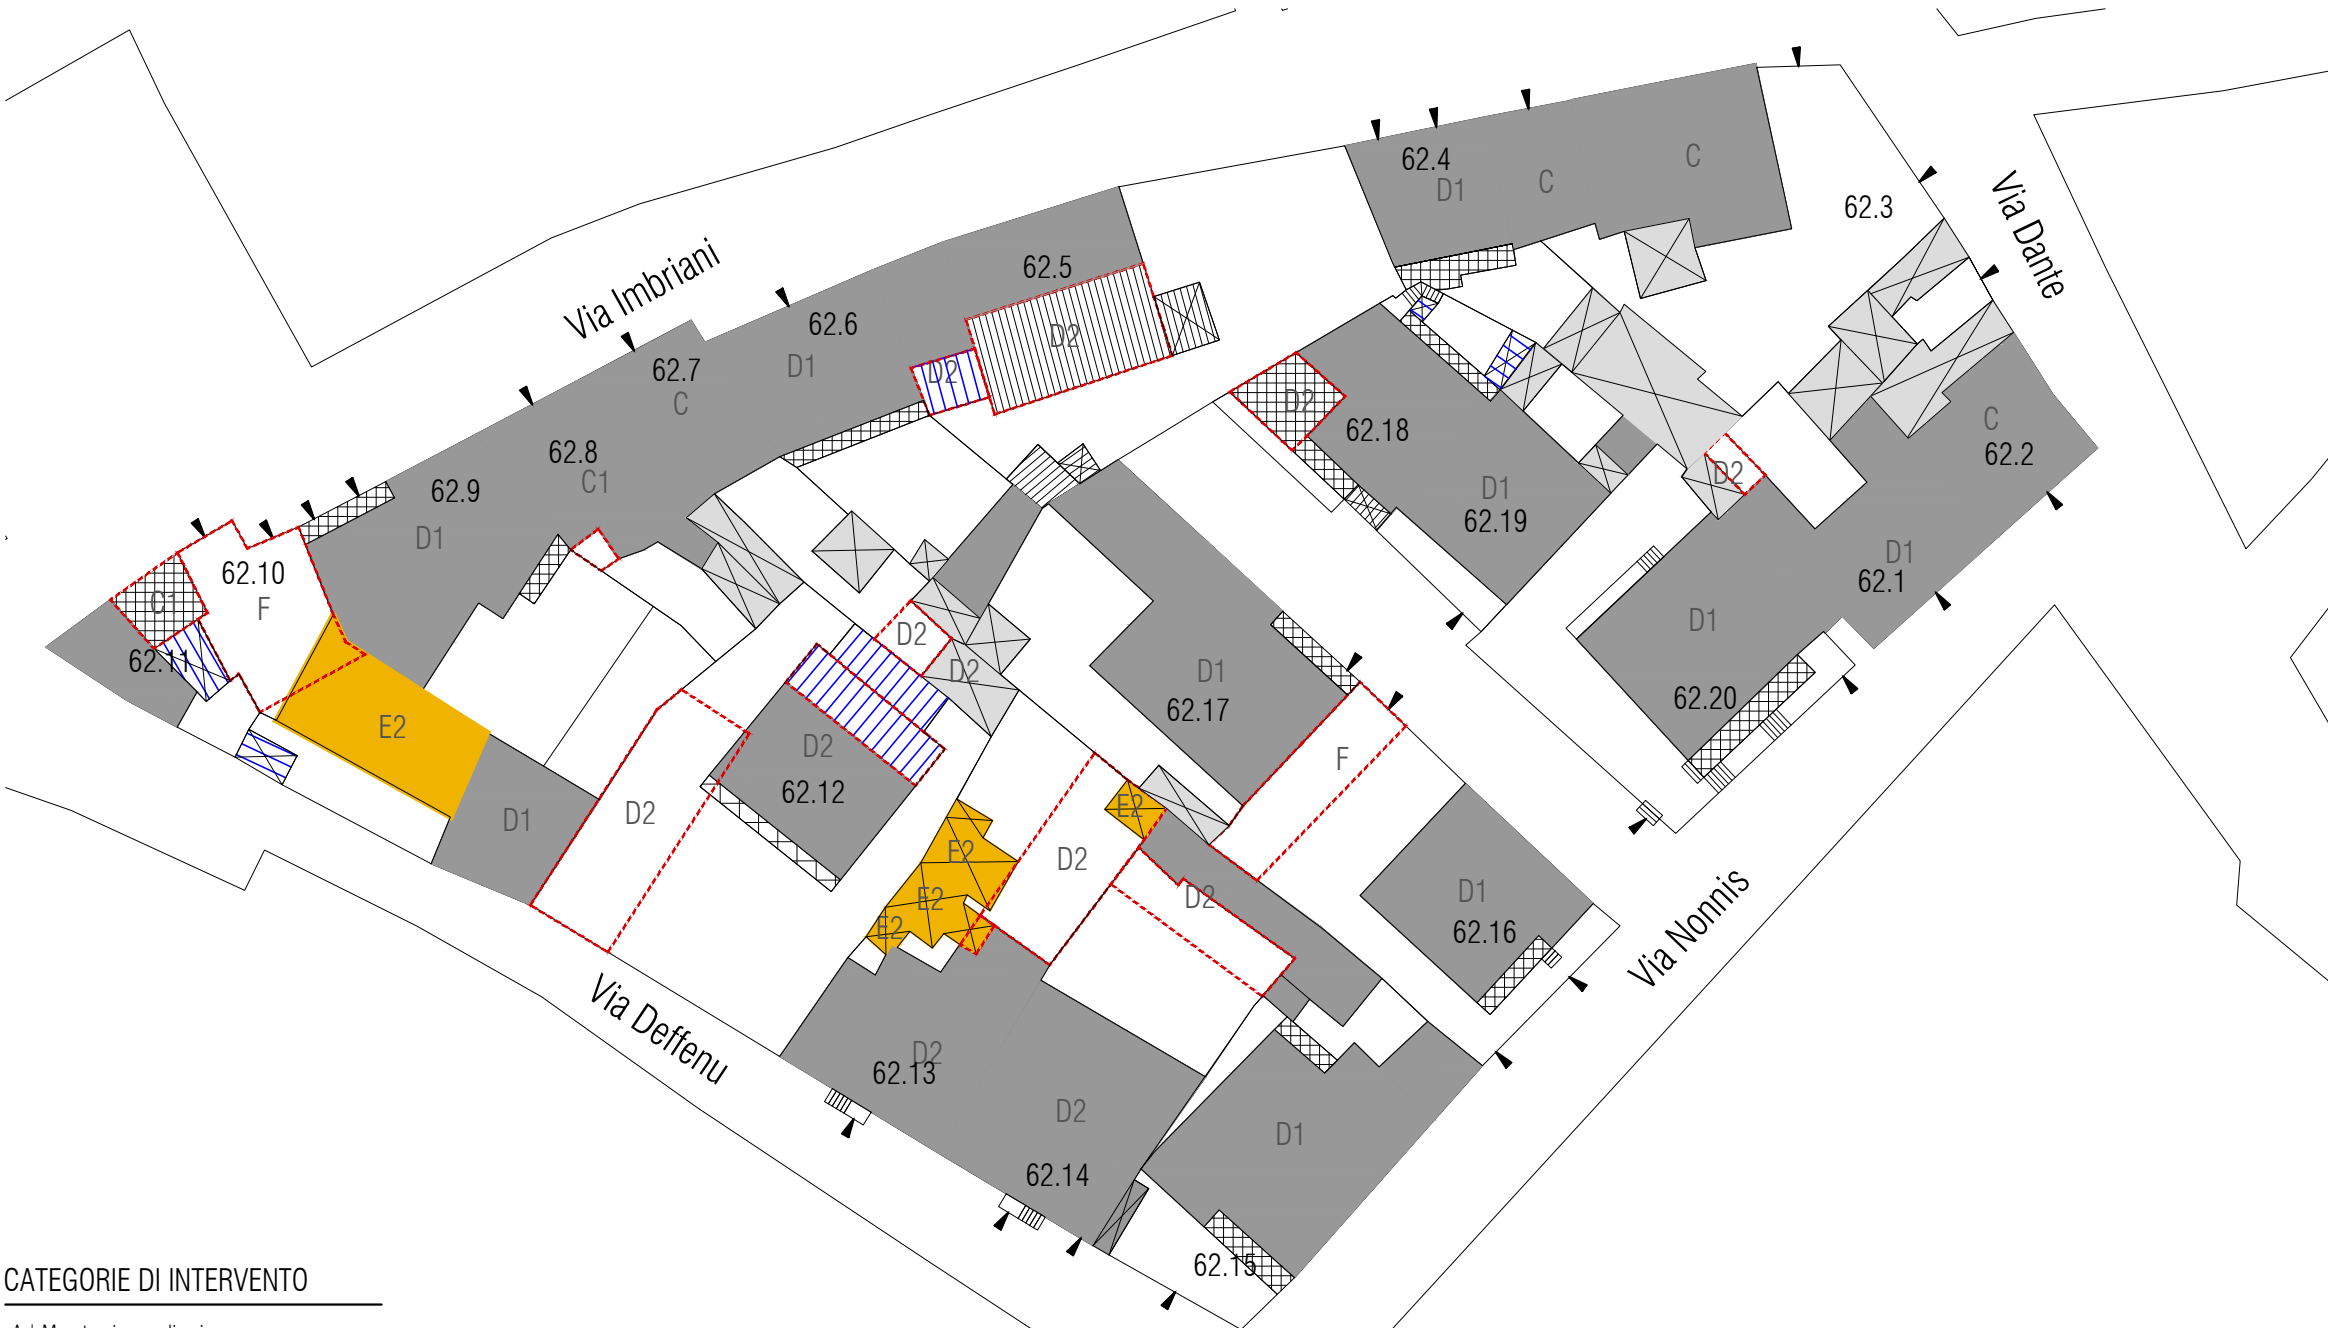 Via Imbriani
Via Dante
62.4
D1
C
C
62.3
62.5
D2
D2
62.6
D1
62.7
C
62.8
C1
62.9
D1
62.10
F
C1
62.11
E2
D1
D2
D2
62.12
D2
D2
D2
62.18
D1
62.19
D2
C
62.2
D1
62.1
D1
62.20
D1
62.17
F
E2
E2
E2
E2
D2
D2
D1
62.16
Via Nonnis
Via Deffenu
D2
62.13
D2
62.14
D1
62.15
CATEGORIE DI INTERVENTO